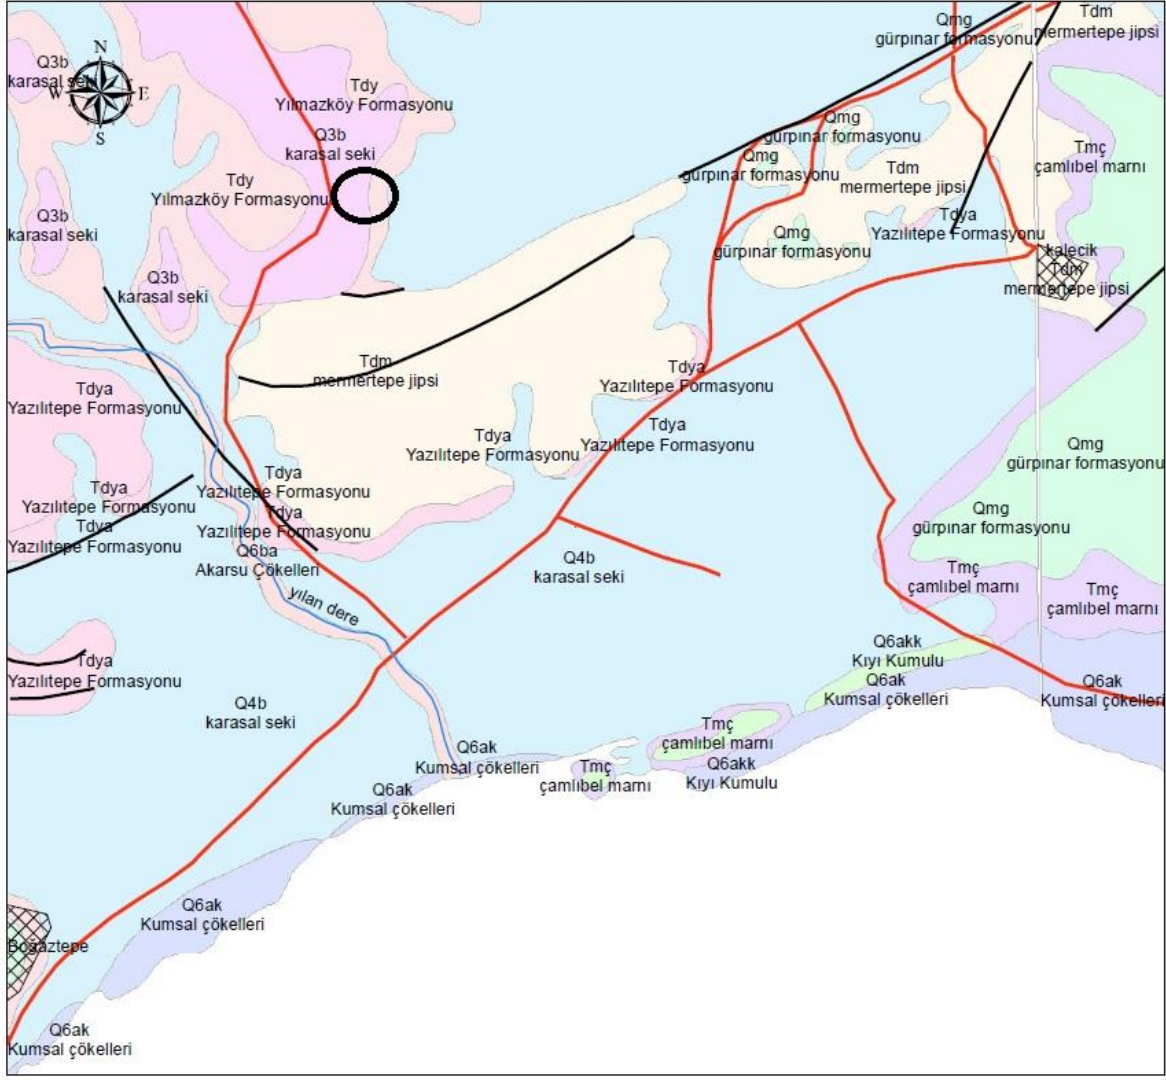 Qmg
gürpınar formasyonu
Tdm
mermertepe jipsi
Q3b
karasal seki
N
W
E
S
Tdy
Yılmazköy Formasyonu
Q3b
karasal seki
Qmg
gürpınar formasyonu
Qmg
gürpınar formasyonu
Tmç
çamlıbel marnı
Tdm
mermertepe jipsi
Tdy
Yılmazköy Formasyonu
Q3b
karasal seki
Tdya
Yazılıtepe Formasyonu
Qmg
gürpınar formasyonu
kalecik
Tdm
mermertepe jipsi
Q3b
karasal seki
Tdm
mermertepe jipsi
Tdya
Yazılıtepe Formasyonu
Tdya
Yazılıtepe Formasyonu
Tdya
Yazılıtepe Formasyonu
Tdya
Yazılıtepe Formasyonu
Qmg
gürpınar formasyonu
Tdya
Yazılıtepe Formasyonu
Tdya
Yazılıtepe Formasyonu
Tdya
Yazılıtepe Formasyonu
Tdya
Yazılıtepe Formasyonu
Qmg
gürpınar formasyonu
Q6ba
Akarsu Çökelleri
Q4b
karasal seki
Tmç
çamlıbel marnı
Tmç
çamlıbel marnı
yılan dere
Q6akk
Kıyı Kumulu
Tdya
Yazılıtepe Formasyonu
Q6ak
Kumsal çökelleri
Q6ak
Kumsal çökelleri
Q4b
karasal seki
Tmç
çamlıbel marnı
Q6ak
Kumsal çökelleri
Tmç
çamlıbel marnı
Q6akk
Kıyı Kumulu
Q6ak
Kumsal çökelleri
Q6ak
Kumsal çökelleri
Boğaztepe
Q6ak
Kumsal çökelleri